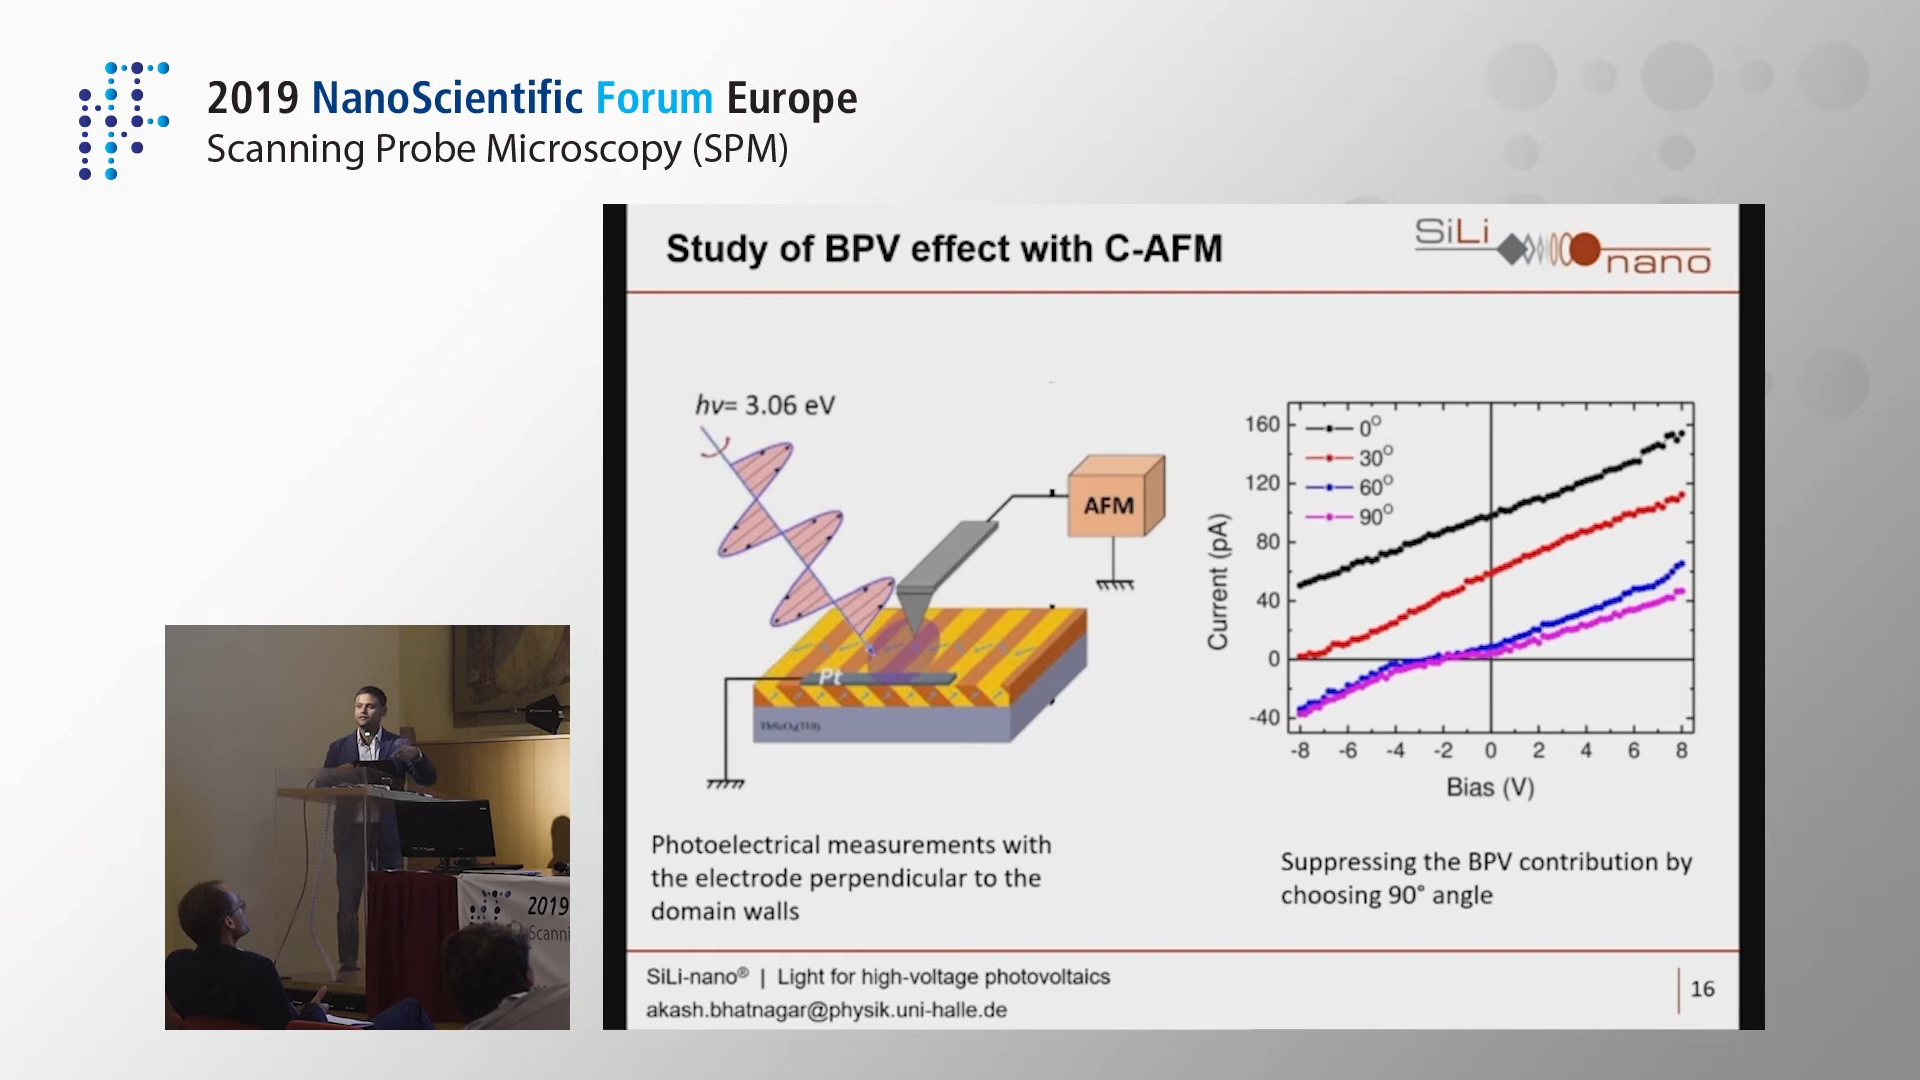 2019 NanoScientific Forum Europe
Scanning Probe Microscopy (SPM)
Study of BPV effect with C-AFM
SiLi
nano
hν= 3.06 eV
AFM
Pt
160
120
80
40
0
-40
Current (pA)
0°
30°
60°
90°
-8 -6 -4 -2 0 2 4 6 8
Bias (V)
Photoelectrical measurements with
the electrode perpendicular to the
domain walls
Suppressing the BPV contribution by
choosing 90° angle
SiLi-nano® | Light for high-voltage photovoltaics
akash.bhatnagar@physik.uni-halle.de
16
2019
Scanni